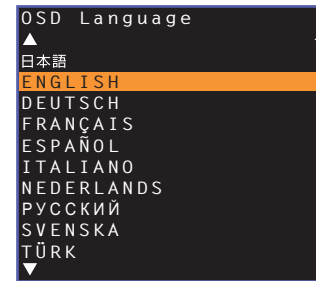 OSD Language
▲
日本語
ENGLISH
DEUTSCH
FRANÇAIS
ESPAÑOL
ITALIANO
NEDERLANDS
РУССКИЙ
SVENSKA
TÜRK
▼